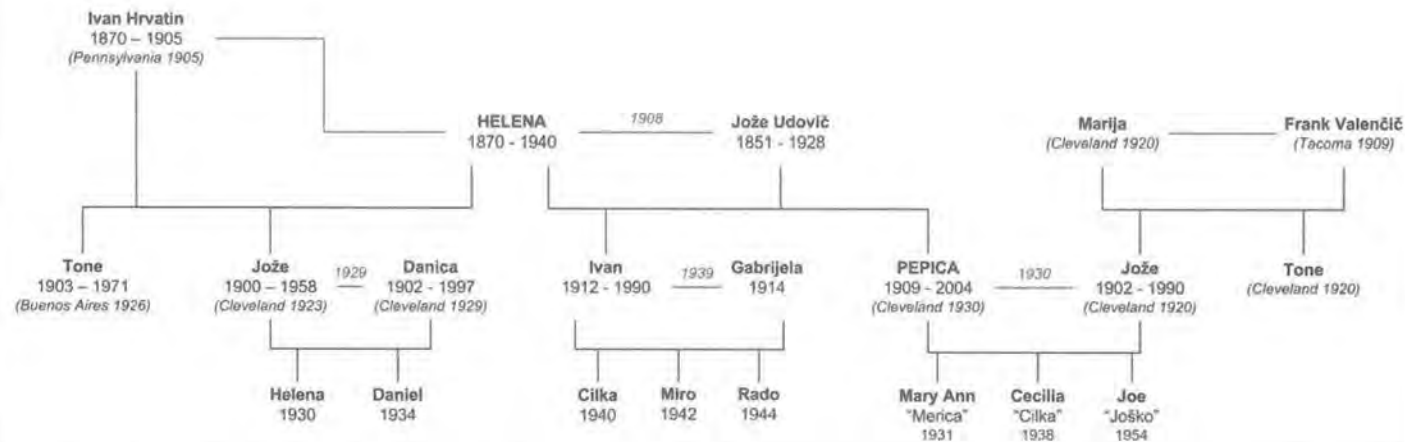 Ivan Hrvatin
1870 – 1905
(Pennsylvania 1905)
HELENA
1870 - 1940
1908
Jože Udovič
1851 - 1928
Marija
(Cleveland 1920)
Frank Valenčič
(Tacoma 1909)
Tone
1903 – 1971
(Buenos Aires 1926)
Jože
1900 – 1958
(Cleveland 1923)
1929
Danica
1902 - 1997
(Cleveland 1929)
Ivan
1912 - 1990
1939
Gabrijela
1914
PEPICA
1909 - 2004
(Cleveland 1930)
1930
Jože
1902 - 1990
(Cleveland 1920)
Tone
(Cleveland 1920)
Helena
1930
Daniel
1934
Cilka
1940
Miro
1942
Rado
1944
Mary Ann
"Merica"
1931
Cecilia
"Cilka"
1938
Joe
"Joško"
1954